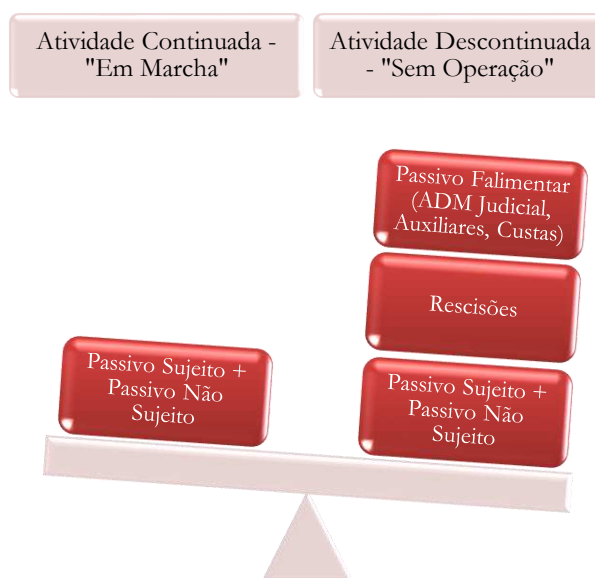 Atividade Continuada -
"Em Marcha"
Atividade Descontinuada
- "Sem Operação"
Passivo Falimentar
(ADM Judicial,
Auxiliares, Custas)
Rescisões
Passivo Sujeito +
Passivo Não
Sujeito
Passivo Sujeito +
Passivo Não
Sujeito